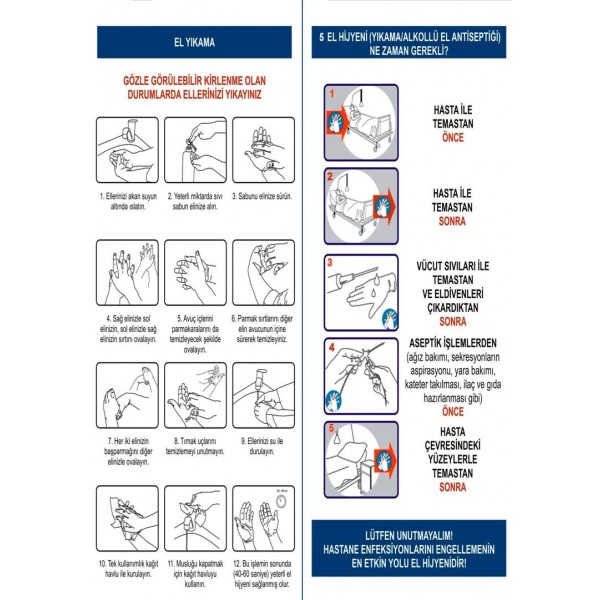 EL YIKAMA
GÖZLE GÖRÜLEBİLİR KİRLENME OLAN
DURUMLARDA ELLERİNİZİ YIKAYINIZ
1. Ellerinizi akan suyun
altında ıslatın.
2. Yeterli miktarda sıvı
sabun elinize alın.
3. Sabunu elinize sürün.
4. Sağ elinizle sol
elinizin, sol elinizle sağ
elinizin sırtını ovalayın.
5. Avuç içlerini
parmakaralarını da
temizleyecek şekilde
ovalayın.
6. Parmak sırtlarını diğer
elin avucunun içine
sürerek temizleyiniz.
7. Her iki elinizin
başparmağını diğer
elinizle ovalayın.
8. Tırnak uçlarını
temizlemeyi unutmayın.
9. Ellerinizi su ile
durulayın.
10. Tek kullanımlık kağıt
havlu ile kurulayın.
11. Musluğu kapatmak
için kağıt havluyu
kullanın.
12. Bu işlemin sonunda
(40-60 saniye) yeterli el
hijyeni sağlanmış olur.
5 EL HİJYENİ (YIKAMA/ALKOLLÜ EL ANTİSEPTİĞİ)
NE ZAMAN GEREKLİ?
1
HASTA İLE
TEMASTAN
ÖNCE
2
HASTA İLE
TEMASTAN
SONRA
3
VÜCUT SIVILARI İLE
TEMASTAN
VE ELDİVENLERİ
ÇIKARDIKTAN
SONRA
4
ASEPTİK İŞLEMLERDEN
(ağız bakımı, sekresyonların
aspirasyonu, yara bakımı,
kateter takılması, ilaç ve gıda
hazırlanması gibi)
ÖNCE
5
HASTA
ÇEVRESİNDEKİ
YÜZEYLERLE
TEMASTAN
SONRA
LÜTFEN UNUTMAYALIM!
HASTANE ENFEKSİYONLARINI ENGELLEMENİN
EN ETKİN YOLU EL HİJYENİDİR!